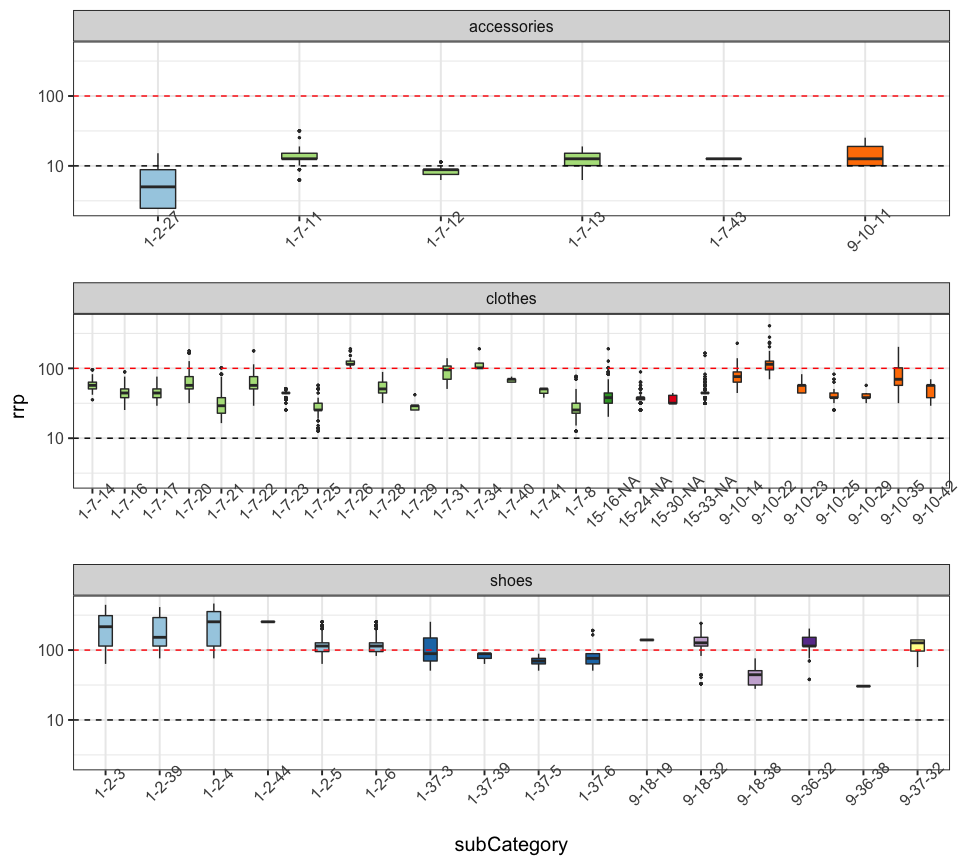 accessories
100
10
1-2-27 1-7-11 1-7-12 1-7-13 1-7-43 9-10-11
clothes
rrp
100
10
1-7-14 1-7-16 1-7-17 1-7-20 1-7-21 1-7-22 1-7-23 1-7-25 1-7-26 1-7-28 1-7-29 1-7-31 1-7-34 1-7-40 1-7-41 1-7-8 15-16-NA 15-24-NA 15-30-NA 15-33-NA 9-10-14 9-10-22 9-10-23 9-10-25 9-10-29 9-10-35 9-10-42
shoes
100
10
1-2-3 1-2-39 1-2-4 1-2-44 1-2-5 1-2-6 1-37-3 1-37-39 1-37-5 1-37-6 9-18-19 9-18-32 9-18-38 9-36-32 9-36-38 9-37-32
subCategory